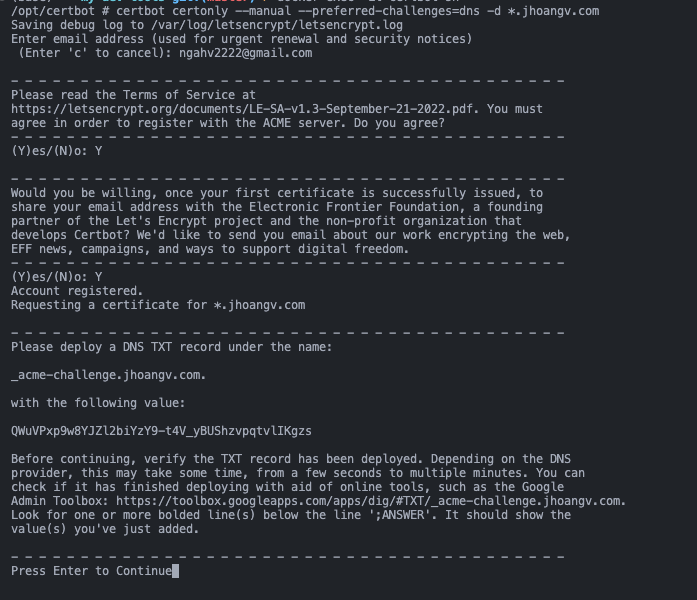 /opt/certbot # certbot certonly --manual --preferred-challenges=dns -d *.jhoangv.com
Saving debug log to /var/log/letsencrypt/letsencrypt.log
Enter email address (used for urgent renewal and security notices)
(Enter 'c' to cancel): ngahv2222@gmail.com
- - - - - - - - - - - - - - - - - - - - - - - - - - - - - - - - - - - - - - - -
Please read the Terms of Service at
https://letsencrypt.org/documents/LE-SA-v1.3-September-21-2022.pdf. You must
agree in order to register with the ACME server. Do you agree?
- - - - - - - - - - - - - - - - - - - - - - - - - - - - - - - - - - - - - - - -
(Y)es/(N)o: Y
- - - - - - - - - - - - - - - - - - - - - - - - - - - - - - - - - - - - - - - -
Would you be willing, once your first certificate is successfully issued, to
share your email address with the Electronic Frontier Foundation, a founding
partner of the Let's Encrypt project and the non-profit organization that
develops Certbot? We'd like to send you email about our work encrypting the web,
EFF news, campaigns, and ways to support digital freedom.
- - - - - - - - - - - - - - - - - - - - - - - - - - - - - - - - - - - - - - - -
(Y)es/(N)o: Y
Account registered.
Requesting a certificate for *.jhoangv.com
- - - - - - - - - - - - - - - - - - - - - - - - - - - - - - - - - - - - - - - -
Please deploy a DNS TXT record under the name:
_acme-challenge.jhoangv.com.
with the following value:
QWuVPxp9w8YJZl2biYzY9-t4V_yBUShzvpqtvlIKgzs
Before continuing, verify the TXT record has been deployed. Depending on the DNS
provider, this may take some time, from a few seconds to multiple minutes. You can
check if it has finished deploying with aid of online tools, such as the Google
Admin Toolbox: https://toolbox.googleapps.com/apps/dig/#TXT/_acme-challenge.jhoangv.com.
Look for one or more bolded line(s) below the line ';ANSWER'. It should show the
value(s) you've just added.
- - - - - - - - - - - - - - - - - - - - - - - - - - - - - - - - - - - - - - - -
Press Enter to Continue